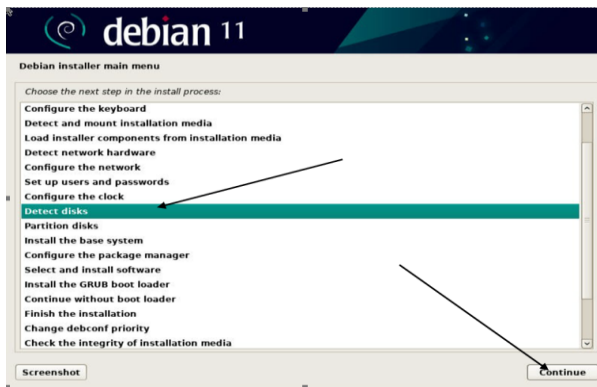 debian 11
Debian installer main menu
Choose the next step in the install process:
Configure the keyboard
Detect and mount installation media
Load installer components from installation media
Detect network hardware
Configure the network
Set up users and passwords
Configure the clock
Detect disks
Partition disks
Install the base system
Configure the package manager
Select and install software
Install the GRUB boot loader
Continue without boot loader
Finish the installation
Change debconf priority
Check the integrity of installation media
Screenshot
Continue